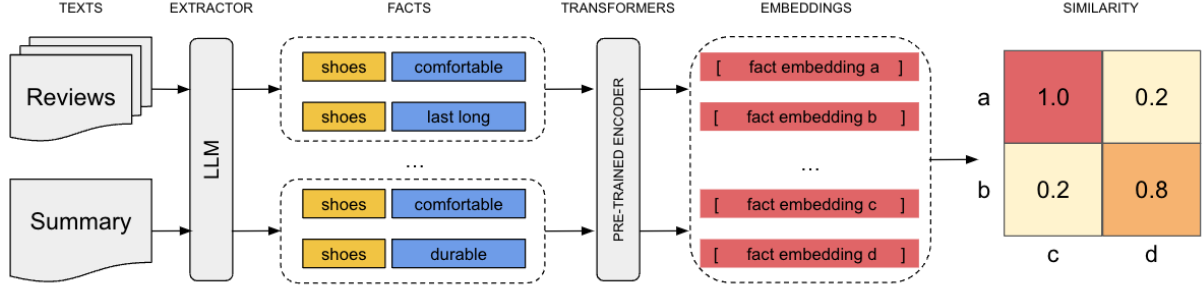 TEXTS EXTRACTOR FACTS TRANSFORMERS EMBEDDINGS SIMILARITY
Reviews
Summary
LLM
shoes comfortable
shoes last long
...
shoes comfortable
shoes durable
PRE-TRAINED ENCODER
[ fact embedding a ]
[ fact embedding b ]
...
[ fact embedding c ]
[ fact embedding d ]
a 1.0 0.2
b 0.2 0.8
c d